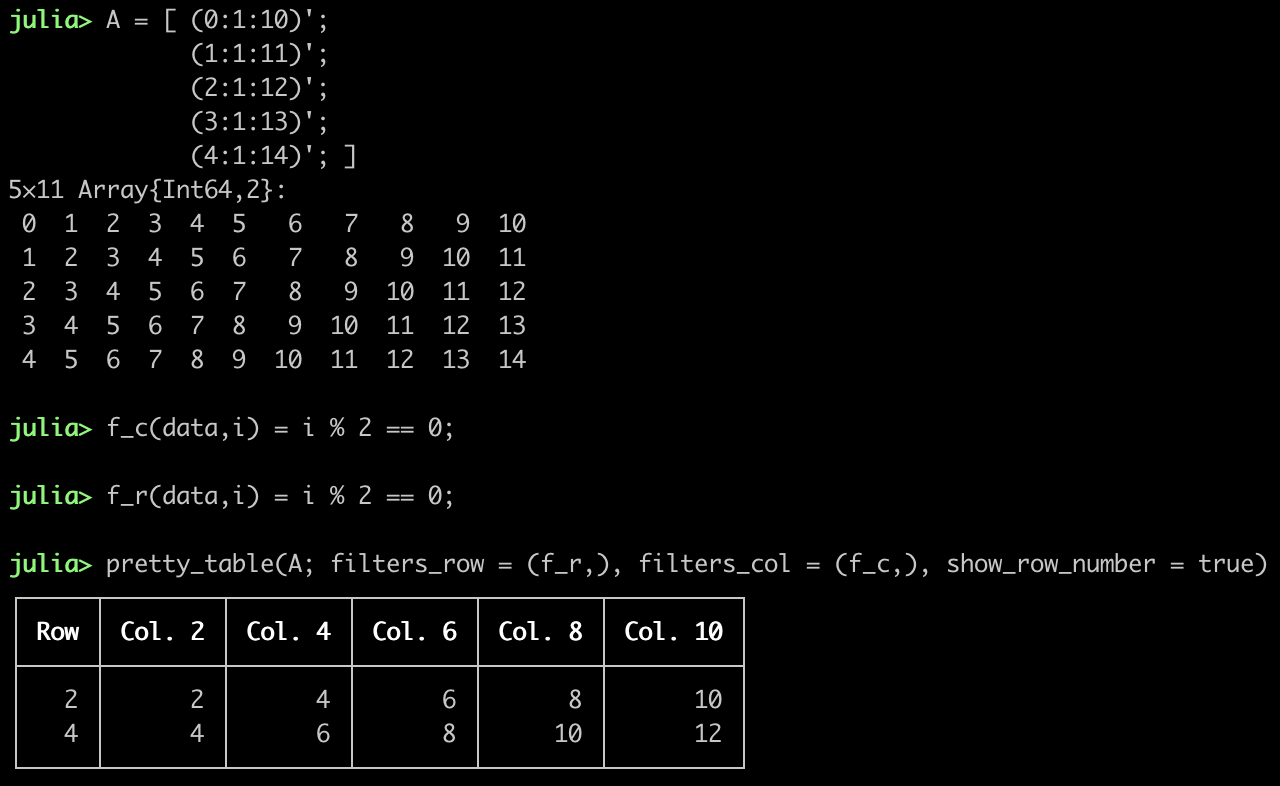 julia> A = [ (0:1:10)';
             (1:1:11)';
             (2:1:12)';
             (3:1:13)';
             (4:1:14)'; ]
5×11 Array{Int64,2}:
 0  1  2  3  4  5   6   7   8   9  10
 1  2  3  4  5  6   7   8   9  10  11
 2  3  4  5  6  7   8   9  10  11  12
 3  4  5  6  7  8   9  10  11  12  13
 4  5  6  7  8  9  10  11  12  13  14
julia> f_c(data,i) = i % 2 == 0;
julia> f_r(data,i) = i % 2 == 0;
julia> pretty_table(A; filters_row = (f_r,), filters_col = (f_c,), show_row_number = true)
Row Col. 2 Col. 4 Col. 6 Col. 8 Col. 10
2 2 4 6 8 10
4 4 6 8 10 12